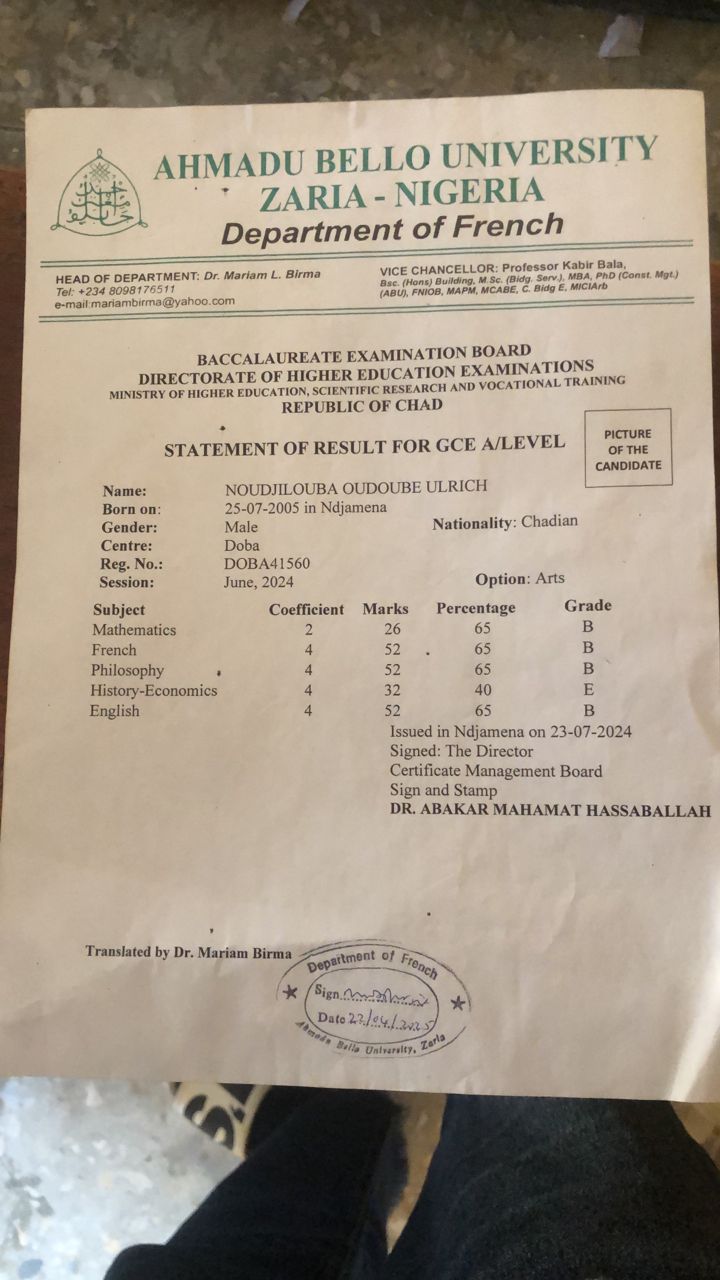 AHMADU BELLO UNIVERSITY
ZARIA - NIGERIA
Department of French
HEAD OF DEPARTMENT: Dr. Mariam L. Birma
Tel: +234 8098176511
e-mail:mariambirma@yahoo.com
VICE CHANCELLOR: Professor Kabir Bala,
Bsc. (Hons) Building, M.Sc. (Bidg. Serv.), MBA, PhD (Const. Mgt.)
(ABU), FNIOB, MAPM, MCABE, C. Bidg E, MICIArb
BACCALAUREATE EXAMINATION BOARD
DIRECTORATE OF HIGHER EDUCATION EXAMINATIONS
MINISTRY OF HIGHER EDUCATION, SCIENTIFIC RESEARCH AND VOCATIONAL TRAINING
REPUBLIC OF CHAD
STATEMENT OF RESULT FOR GCE A/LEVEL
PICTURE
OF THE
CANDIDATE
Name: NOUDJILOUBA OUDOUBE ULRICH
Born on: 25-07-2005 in Ndjamena
Gender: Male Nationality: Chadian
Centre: Doba
Reg. No.: DOBA41560
Session: June, 2024 Option: Arts
Subject Coefficient Marks Percentage Grade
Mathematics 2 26 65 B
French 4 52 65 B
Philosophy 4 52 65 B
History-Economics 4 32 40 E
English 4 52 65 B
Issued in Ndjamena on 23-07-2024
Signed: The Director
Certificate Management Board
Sign and Stamp
DR. ABAKAR MAHAMAT HASSABALLAH
Translated by Dr. Mariam Birma
Department of French
Sign
Date 22/04/2025
Ahmadu Bello University, Zaria